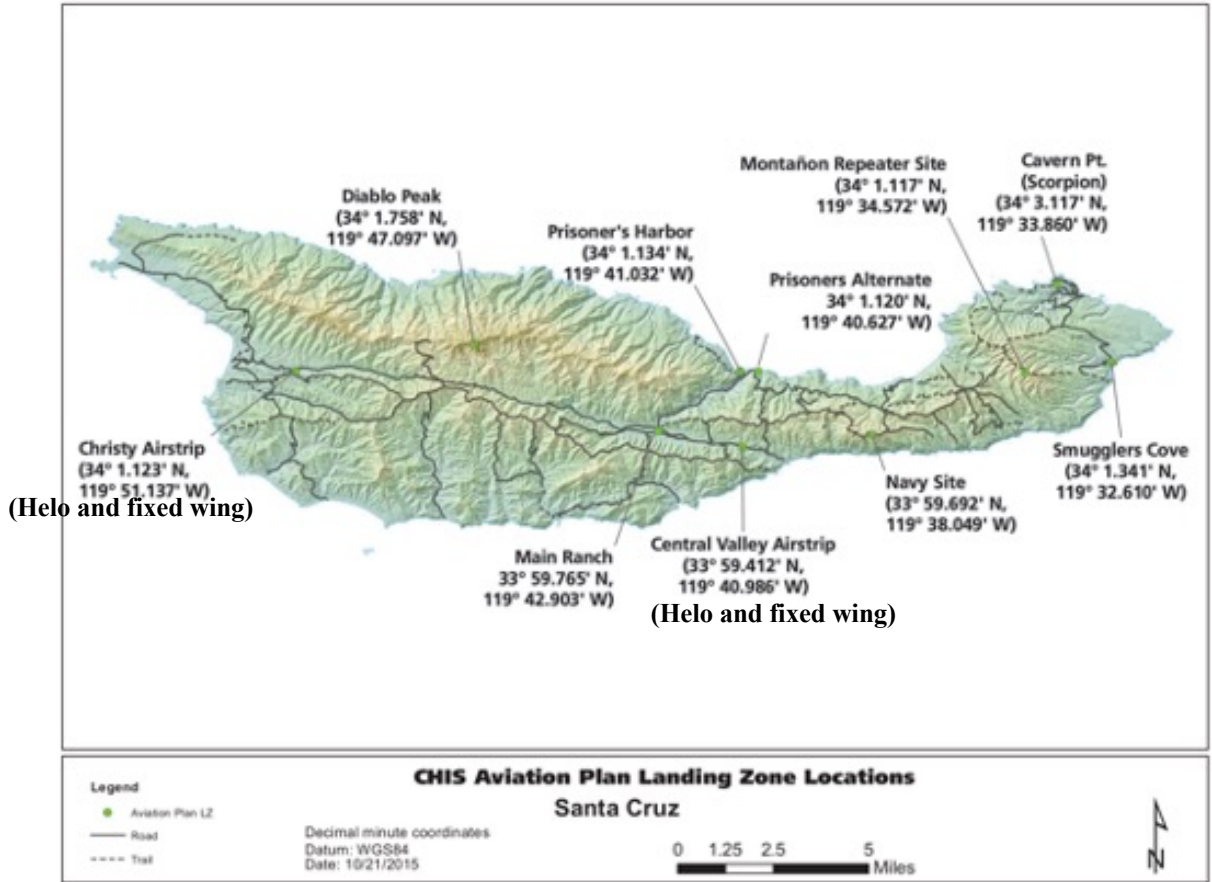 Diablo Peak
(34° 1.758' N,
119° 47.097' W)
Prisoner's Harbor
(34° 1.134' N,
119° 41.032' W)
Montañon Repeater Site
(34° 1.117' N,
119° 34.572' W)
Cavern Pt.
(Scorpion)
(34° 3.117' N,
119° 33.860' W)
Prisoners Alternate
34° 1.120' N,
119° 40.627' W)
Christy Airstrip
(34° 1.123' N,
119° 51.137' W)
(Helo and fixed wing)
Main Ranch
33° 59.765' N,
119° 42.903' W)
Central Valley Airstrip
(33° 59.412' N,
119° 40.986' W)
(Helo and fixed wing)
Navy Site
(33° 59.692' N,
119° 38.049' W)
Smugglers Cove
(34° 1.341' N,
119° 32.610' W)
CHIS Aviation Plan Landing Zone Locations
Santa Cruz
Legend
Aviation Plan LZ
Road
Trail
Decimal minute coordinates
Datum: WGS84
Date: 10/21/2015
0 1.25 2.5 5
Miles
N